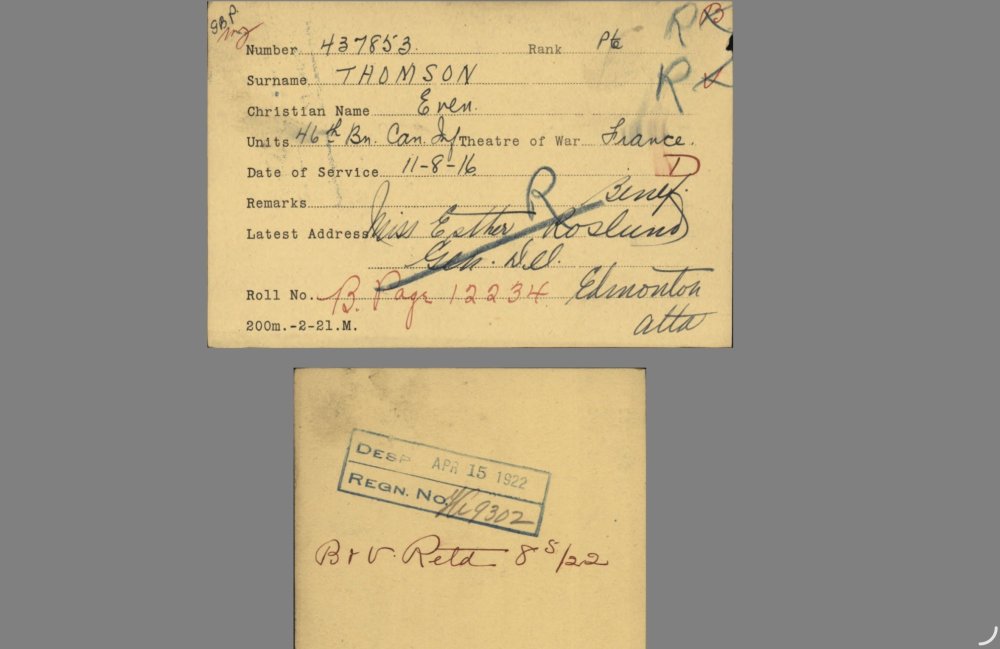 G.B.P.
R B
Number 437853. Rank Pte
R V
Surname THOMSON
Christian Name Even.
Units 46th Bn. Can. Inf Theatre of War France.
Date of Service 11-8-16 D
Remarks R Benef.
Latest Address Miss Esther Roslund
Gen. Del.
Roll No. B. Page 12234 Edmonton
200m.-2-21.M. Alta
DESP APR 15 1922
REGN. No. 9302
B & V. Retd 8 5/22